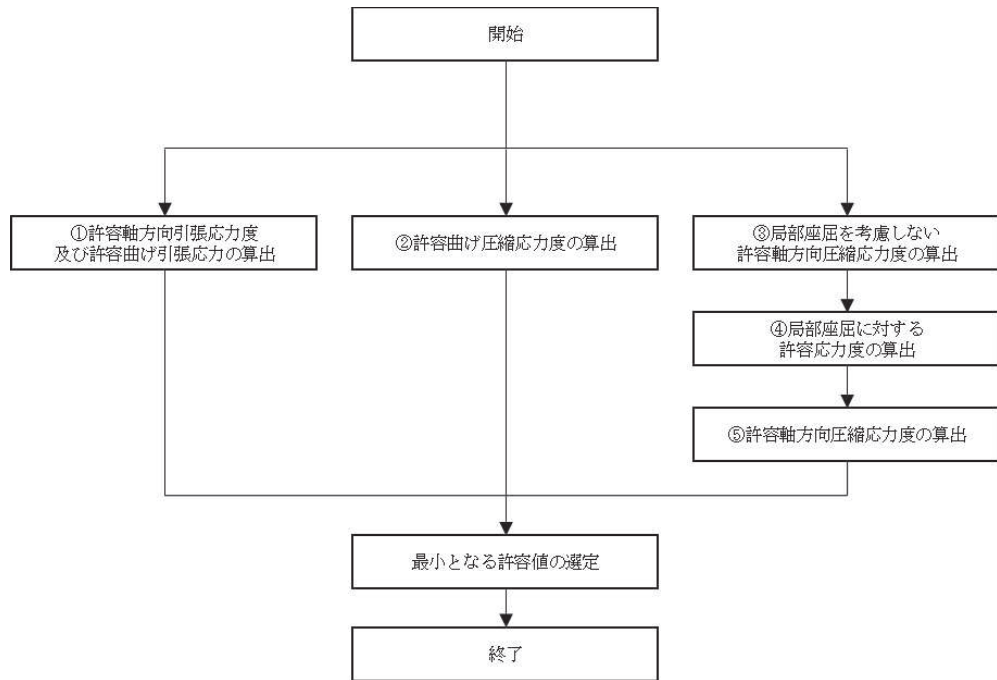 開始
①許容軸方向引張応力度
及び許容曲げ引張応力の算出
②許容曲げ圧縮応力度の算出
③局部座屈を考慮しない
許容軸方向圧縮応力度の算出
④局部座屈に対する
許容応力度の算出
⑤許容軸方向圧縮応力度の算出
最小となる許容値の選定
終了